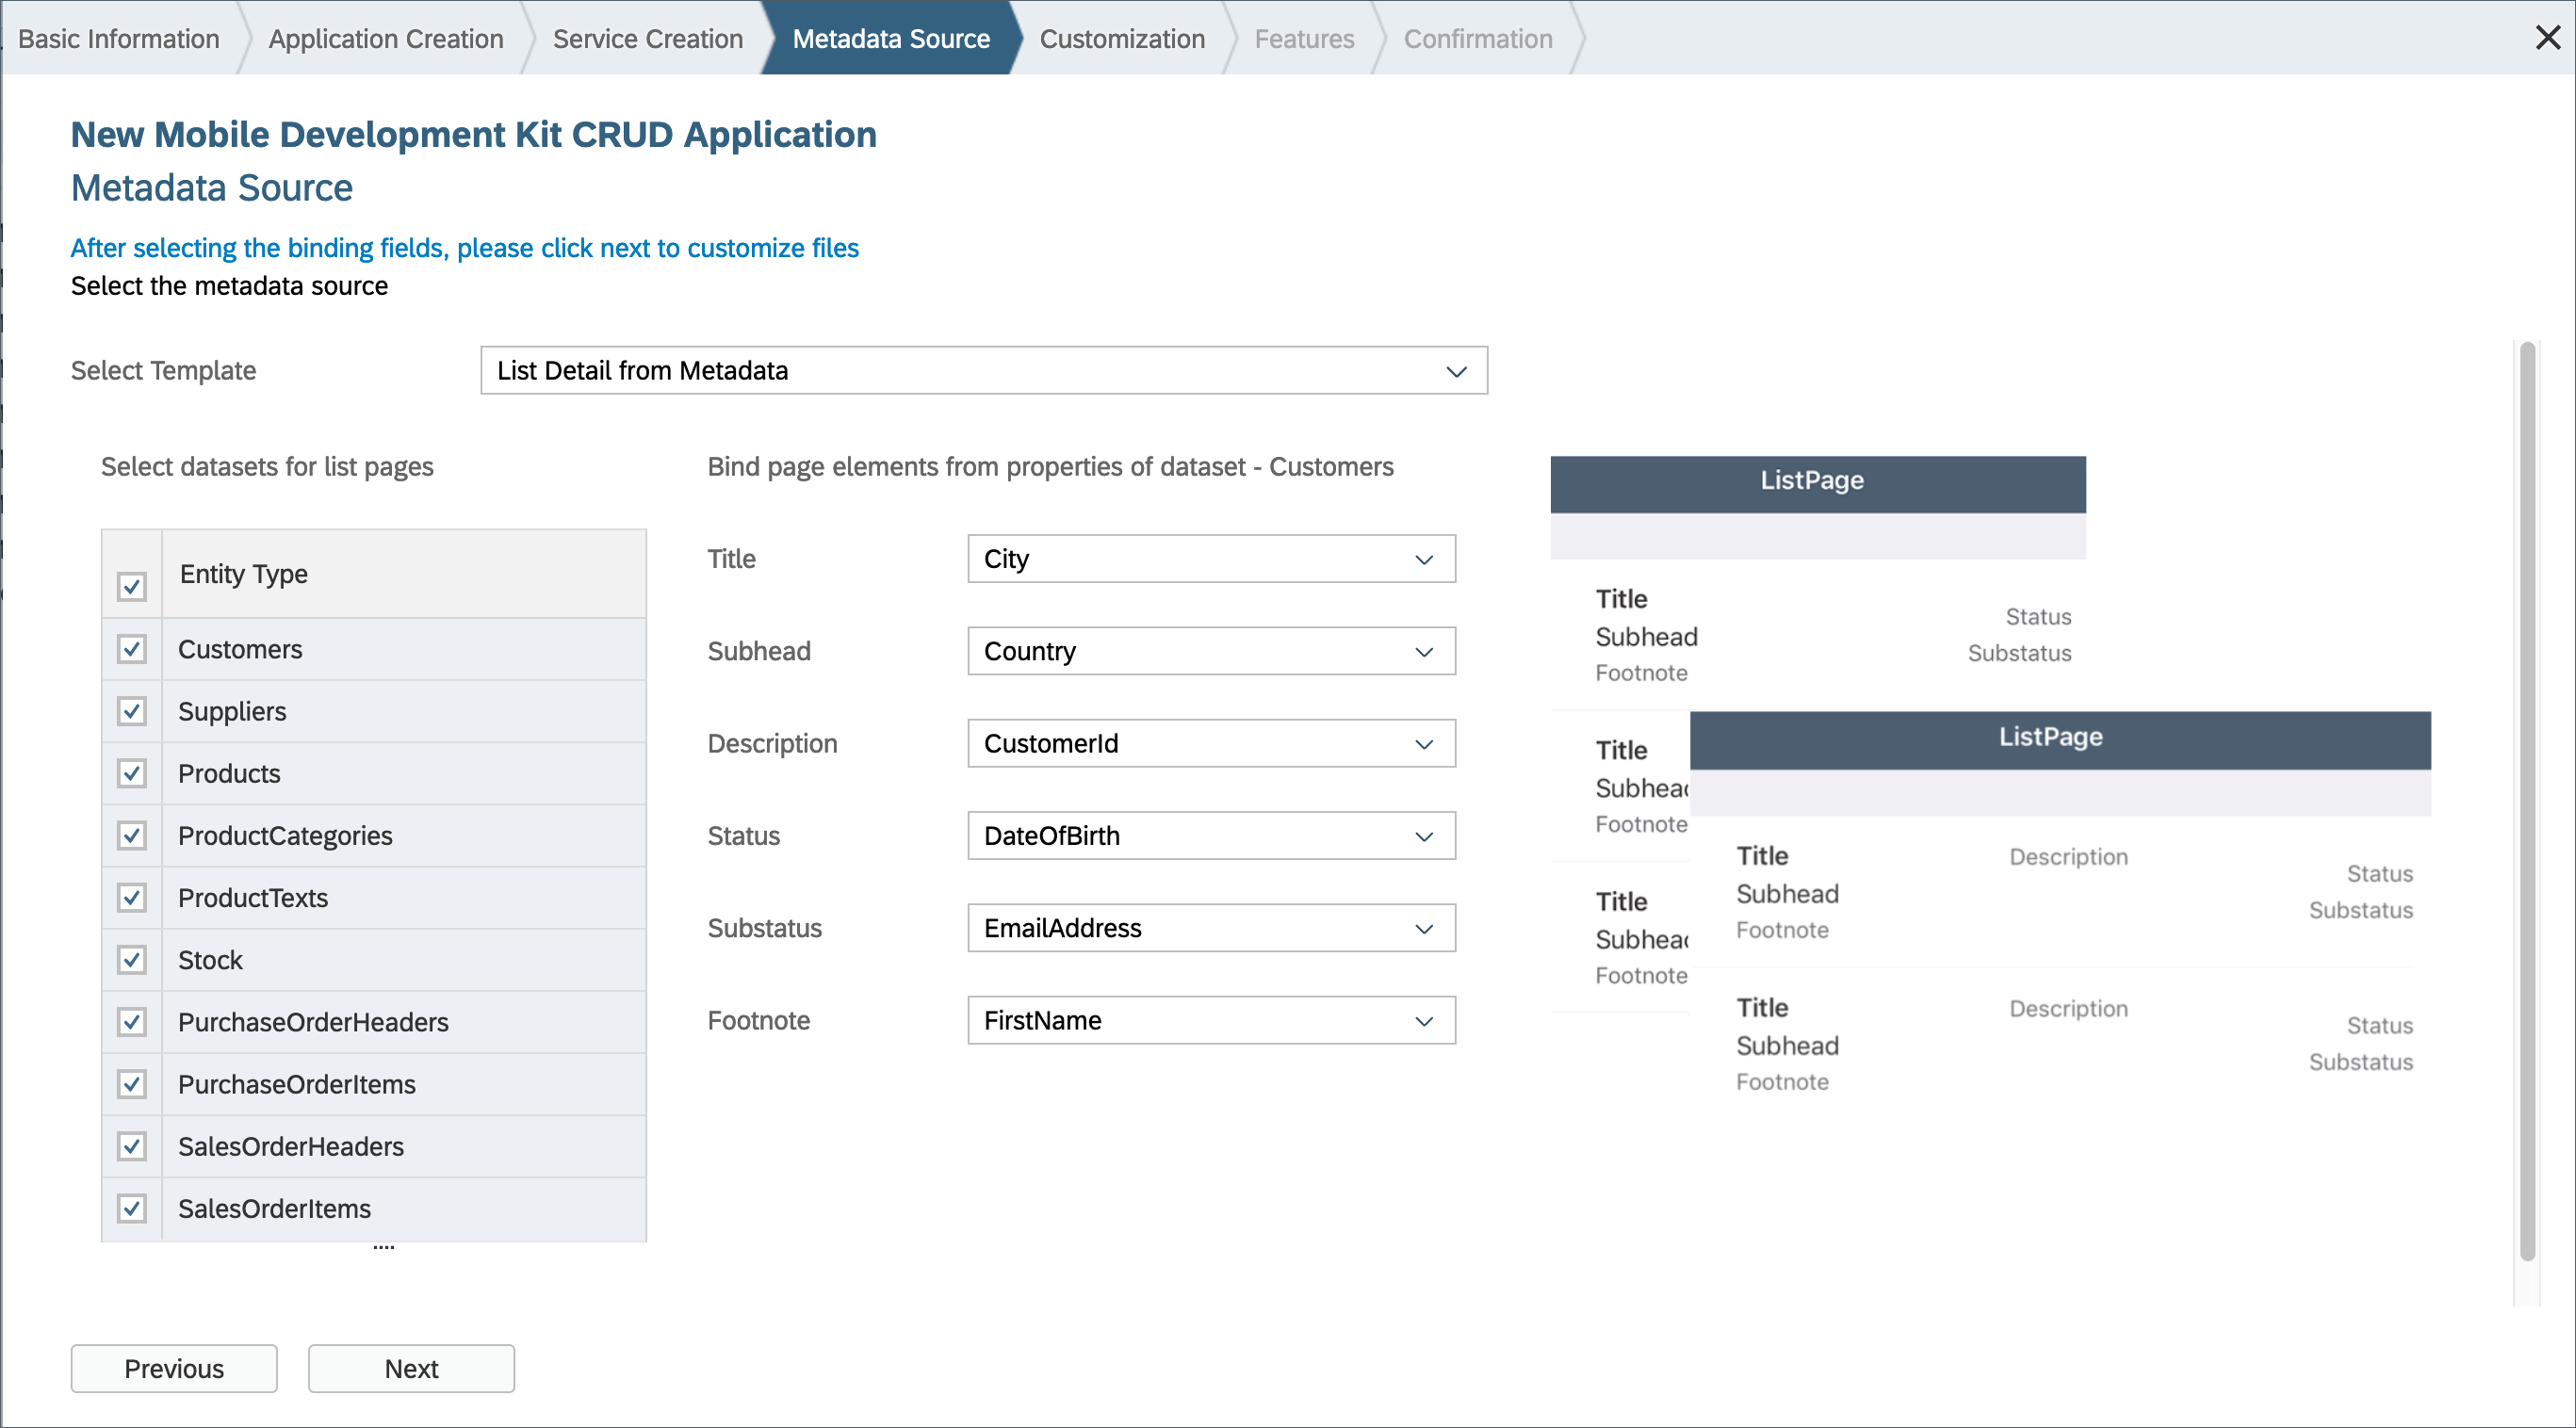 Basic Information Application Creation Service Creation Metadata Source Customization Features Confirmation
New Mobile Development Kit CRUD Application
Metadata Source
After selecting the binding fields, please click next to customize files
Select the metadata source
Select Template List Detail from Metadata
Select datasets for list pages
Entity Type
Customers
Suppliers
Products
ProductCategories
ProductTexts
Stock
PurchaseOrderHeaders
PurchaseOrderItems
SalesOrderHeaders
SalesOrderItems
....
Bind page elements from properties of dataset - Customers
Title City
Subhead Country
Description CustomerId
Status DateOfBirth
Substatus EmailAddress
Footnote FirstName
ListPage
Title
Status
Subhead
Substatus
Footnote
Title
Subhead
Footnote
Title
Subhead
Footnote
ListPage
Title Description
Status
Subhead
Substatus
Footnote
Title Description
Status
Subhead
Substatus
Footnote
Previous Next